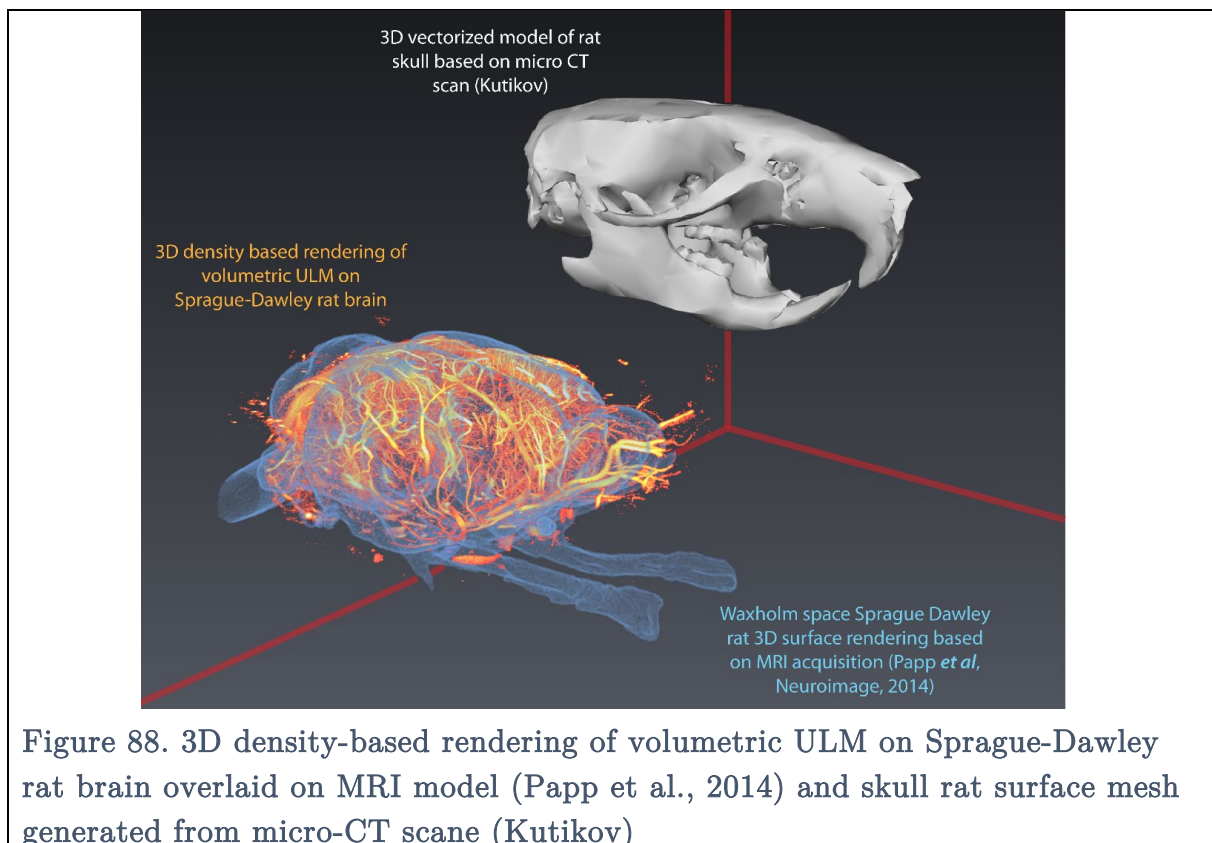 3D vectorized model of rat
skull based on micro CT
scan (Kutikov)
3D density based rendering of
volumetric ULM on
Sprague-Dawley rat brain
Waxholm space Sprague Dawley
rat 3D surface rendering based
on MRI acquisition (Papp et al,
Neuroimage, 2014)
Figure 88. 3D density-based rendering of volumetric ULM on Sprague-Dawley
rat brain overlaid on MRI model (Papp et al., 2014) and skull rat surface mesh
generated from micro-CT scane (Kutikov)